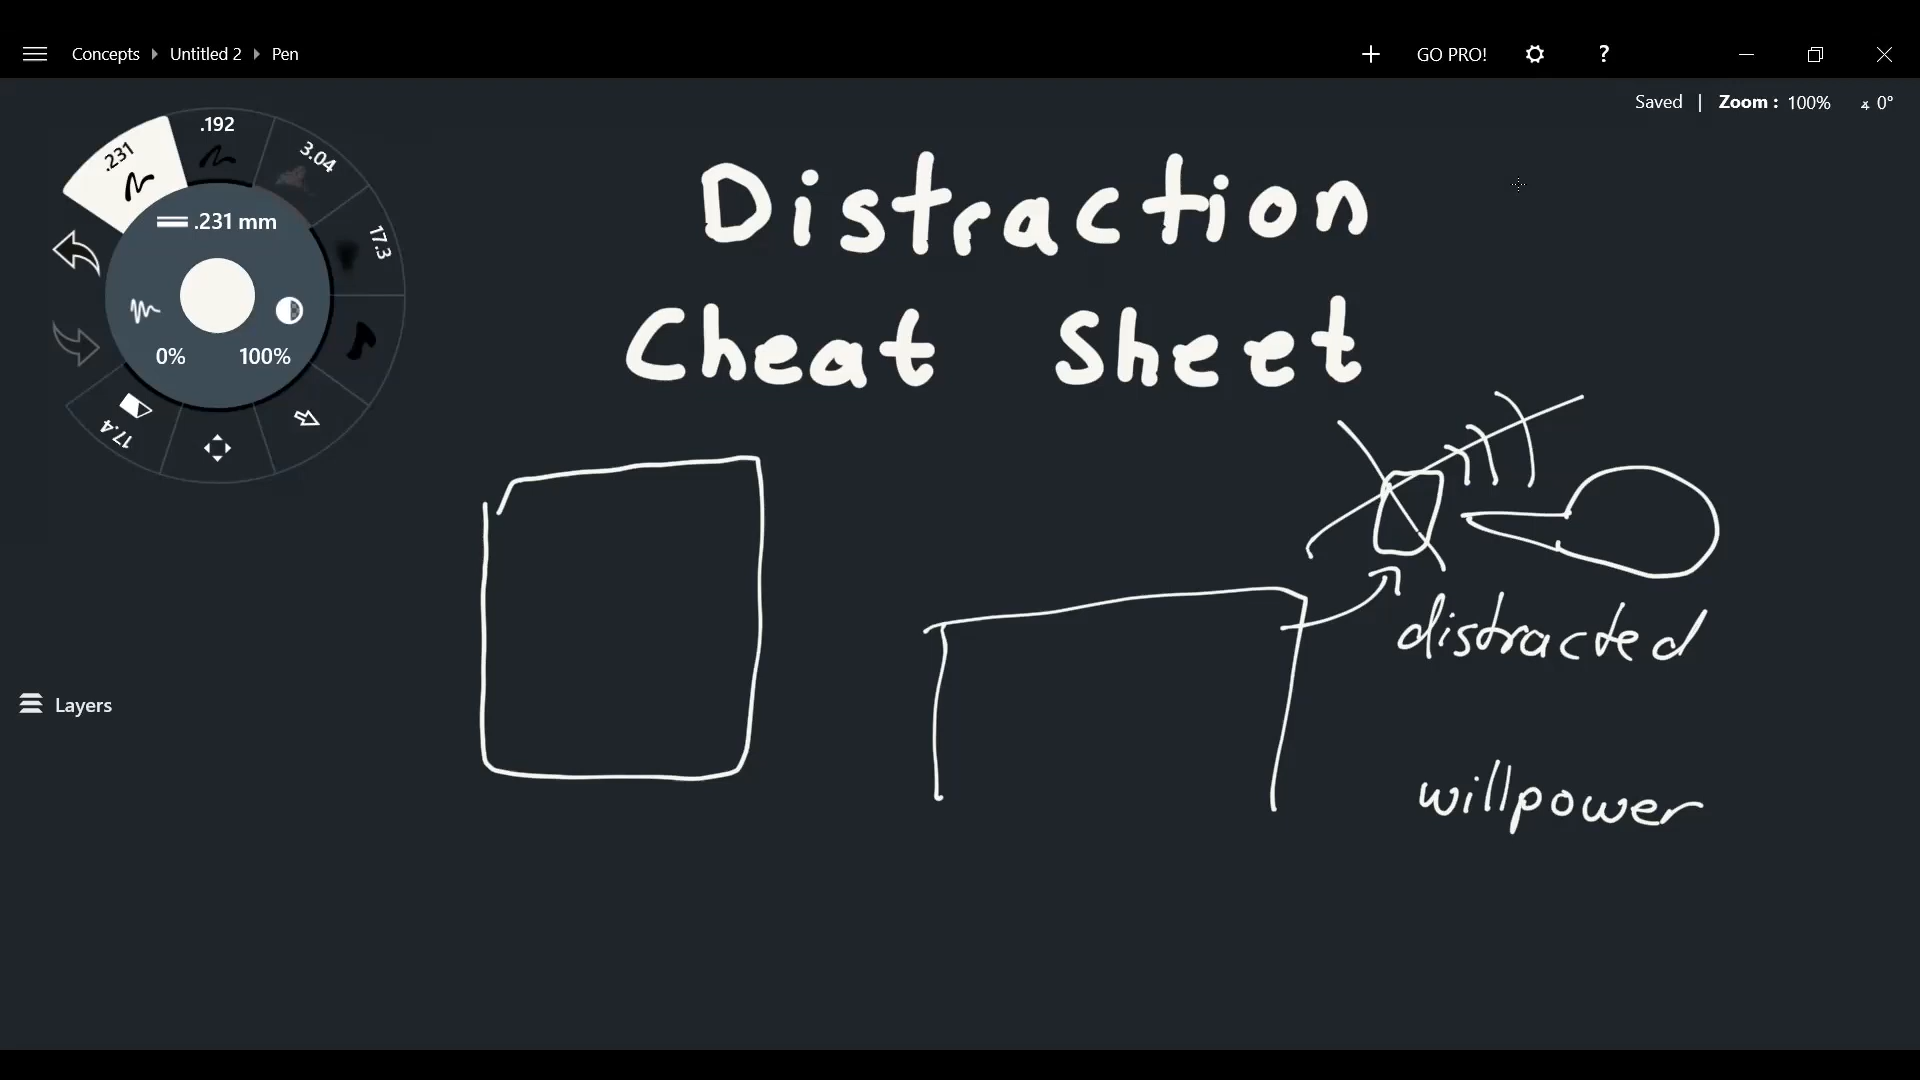 Concepts Untitled 2 Pen
GO PRO! ?
Saved | Zoom : 100% 0°
.231
.192
3.04
17.3
.231 mm
0% 100%
17.4
Layers
Distraction
Cheat Sheet
distracted
willpower